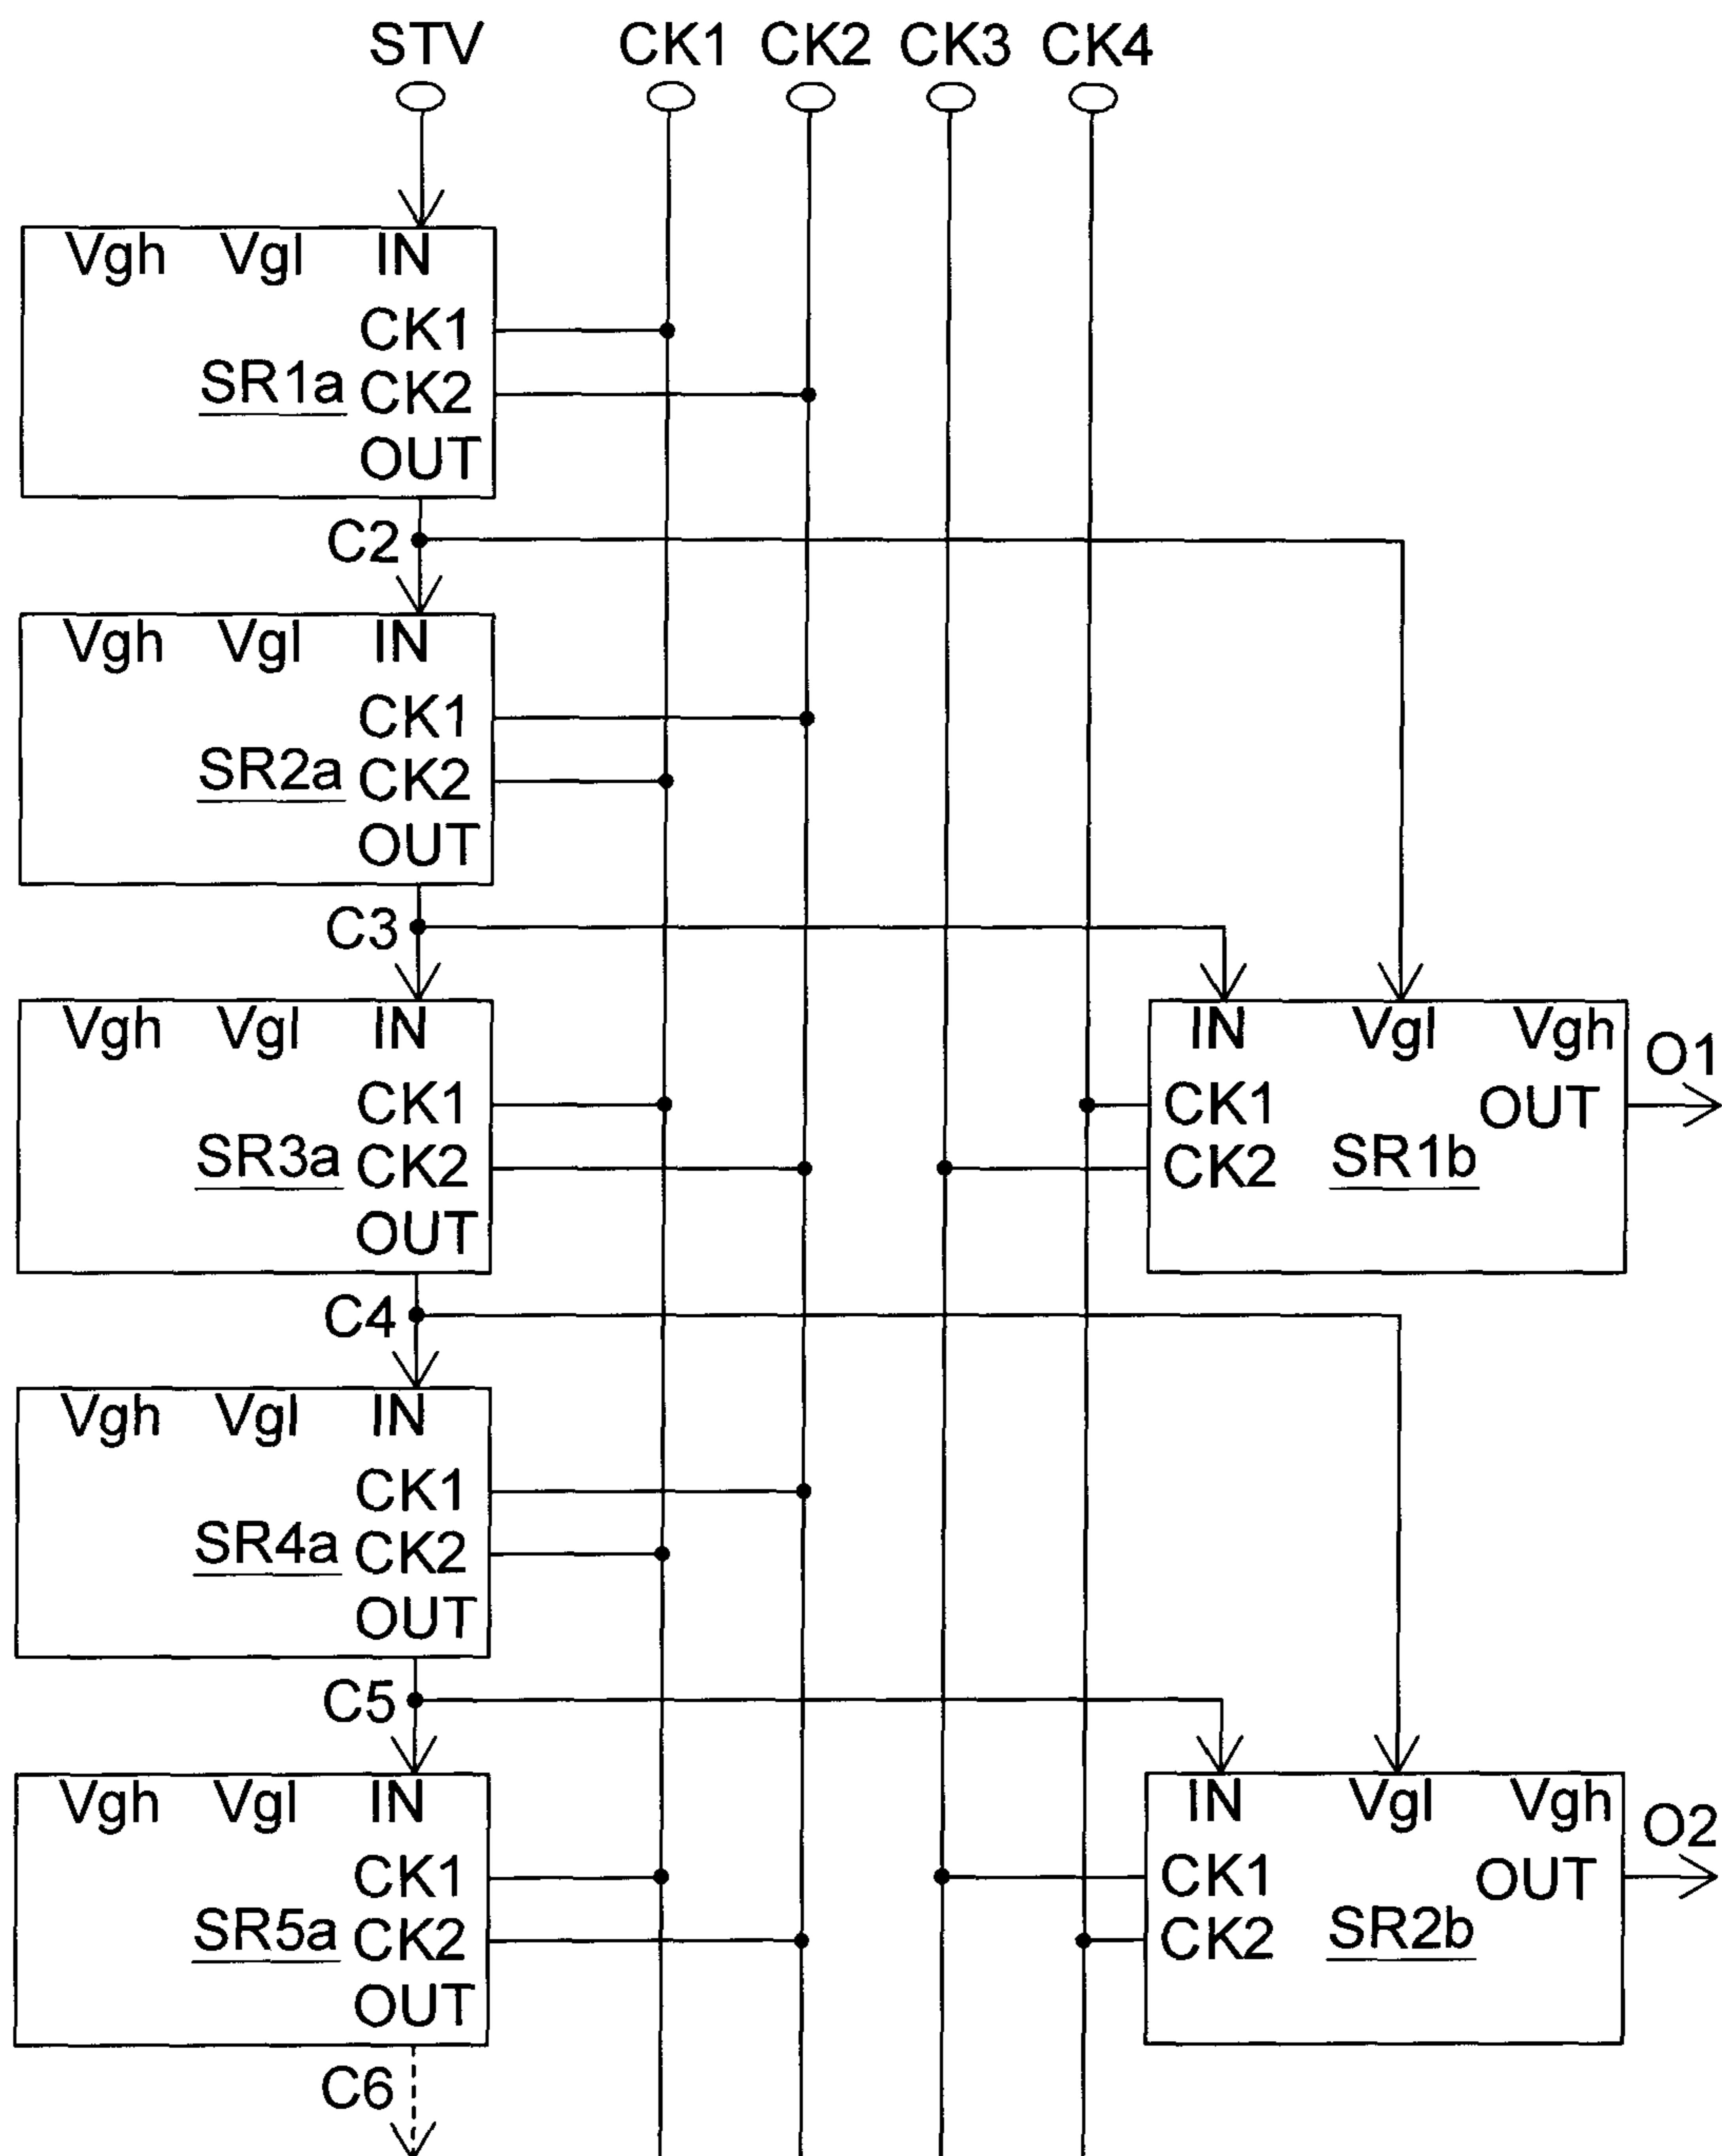 STV CK1 CK2 CK3 CK4
Vgh Vgl IN
CK1
SR1a CK2
OUT
C2
Vgh Vgl IN
CK1
SR2a CK2
OUT
C3
Vgh Vgl IN
CK1
SR3a CK2
OUT
IN Vgl Vgh
O1
CK1 OUT
CK2 SR1b
C4
Vgh Vgl IN
CK1
SR4a CK2
OUT
C5
Vgh Vgl IN
CK1
SR5a CK2
OUT
IN Vgl Vgh
O2
CK1 OUT
CK2 SR2b
C6